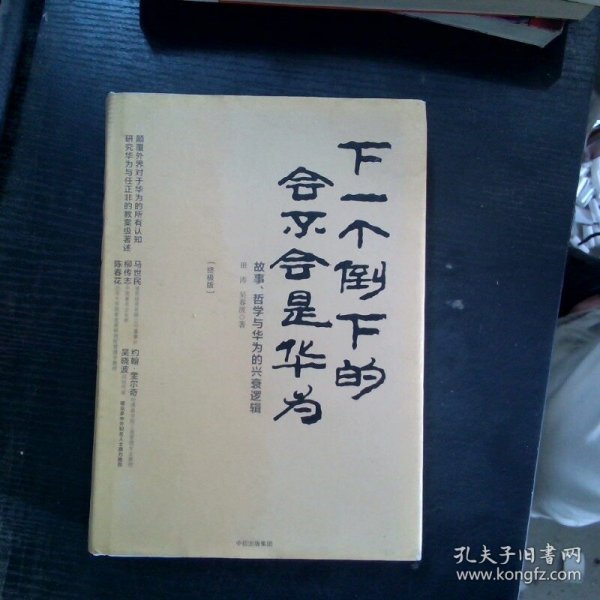 下一个倒下的
会不会是华为
故事、哲学与华为的兴衰逻辑
田 涛 吴春波◎著
(终极版)
颠覆外界对于华为的所有认知
研究华为与任正非的教案级著述
马世民
柳传志
陈春花
约翰·奎尔奇
吴晓波
中信出版集团
孔夫子旧书网
www.kongfz.com